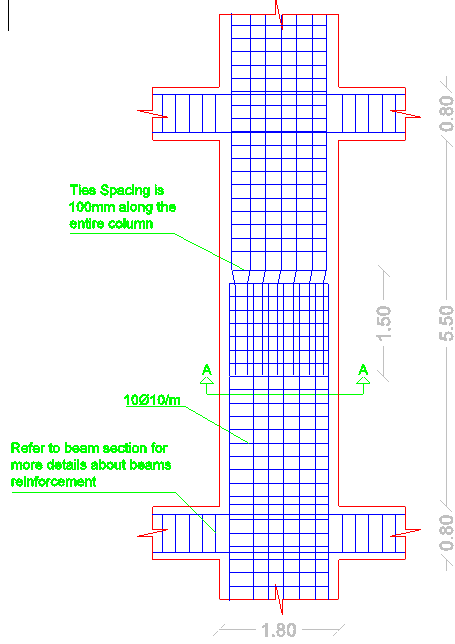 0.80
Ties Spacing is
100mm along the
entire column
1.50
5.50
A A
10Ø10/m
Refer to beam section for
more details about beams
reinforcement
0.80
1.80